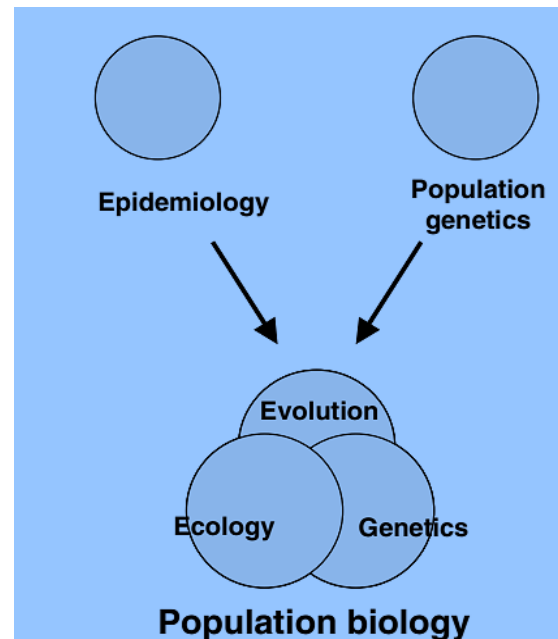 Epidemiology
Population
genetics
Evolution
Ecology
Genetics
Population biology